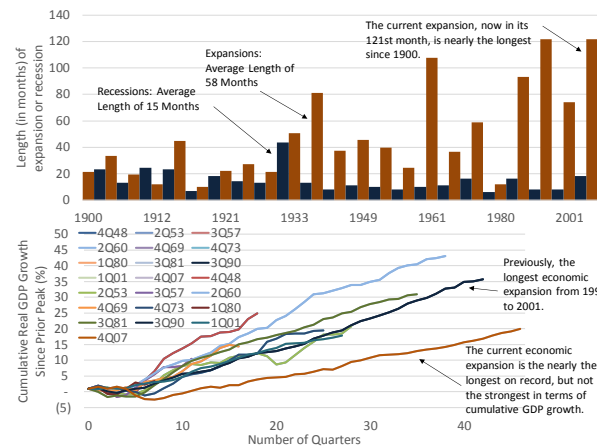 Length (in months) of
expansion or recession
140
120
100
80
60
40
20
0
The current expansion, now in its
121st month, is nearly the longest
since 1900.
Expansions:
Average Length of
58 Months
Recessions: Average
Length of 15 Months
1900 1912 1921 1933 1949 1961 1980 2001
Cumulative Real GDP Growth
Since Prior Peak (%)
50
45
40
35
30
25
20
15
10
5
-
(5)
4Q48 2Q53 3Q57
2Q60 4Q69 4Q73
1Q80 3Q81 3Q90
1Q01 4Q07 4Q48
2Q53 3Q57 2Q60
4Q69 4Q73 1Q80
3Q81 3Q90 1Q01
4Q07
Previously, the
longest economic
expansion from 199
to 2001.
The current economic
expansion is the nearly the
longest on record, but not
the strongest in terms of
cumulative GDP growth.
0 10 20 30 40
Number of Quarters